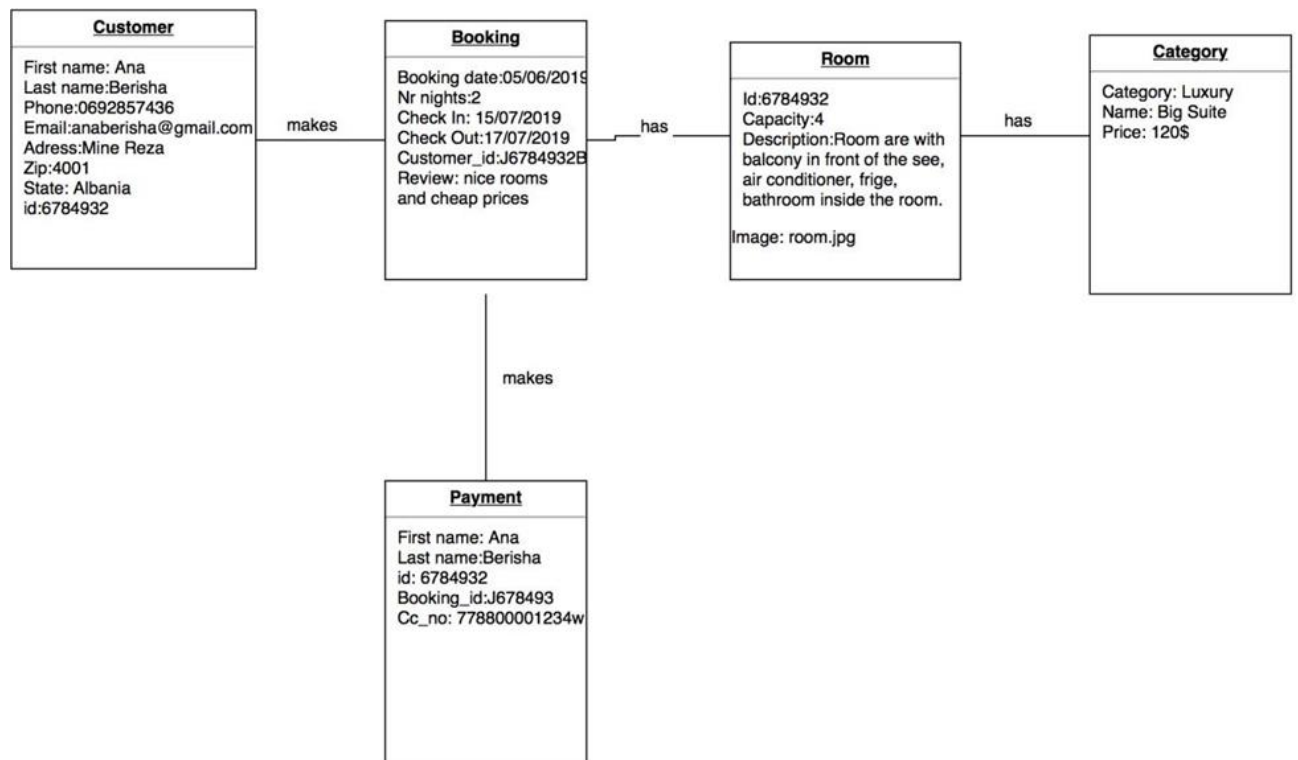 Customer
First name: Ana
Last name:Berisha
Phone:0692857436
Email:anaberisha@gmail.com
Adress:Mine Reza
Zip:4001
State: Albania
id:6784932
makes
Booking
Booking date:05/06/2019
Nr nights:2
Check In: 15/07/2019
Check Out:17/07/2019
Customer_id:J6784932B
Review: nice rooms
and cheap prices
has
Room
Id:6784932
Capacity:4
Description:Room are with
balcony in front of the see,
air conditioner, frige,
bathroom inside the room.
Image: room.jpg
has
Category
Category: Luxury
Name: Big Suite
Price: 120$
makes
Payment
First name: Ana
Last name:Berisha
id: 6784932
Booking_id:J678493
Cc_no: 778800001234w